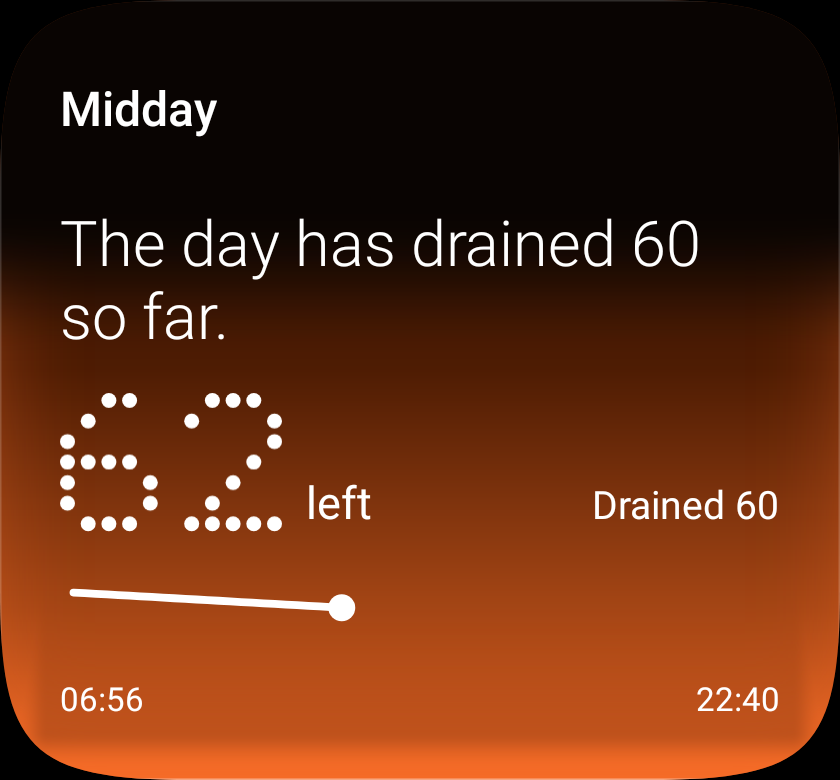 Midday
The day has drained 60
so far.
62 left
Drained 60
06:56
22:40